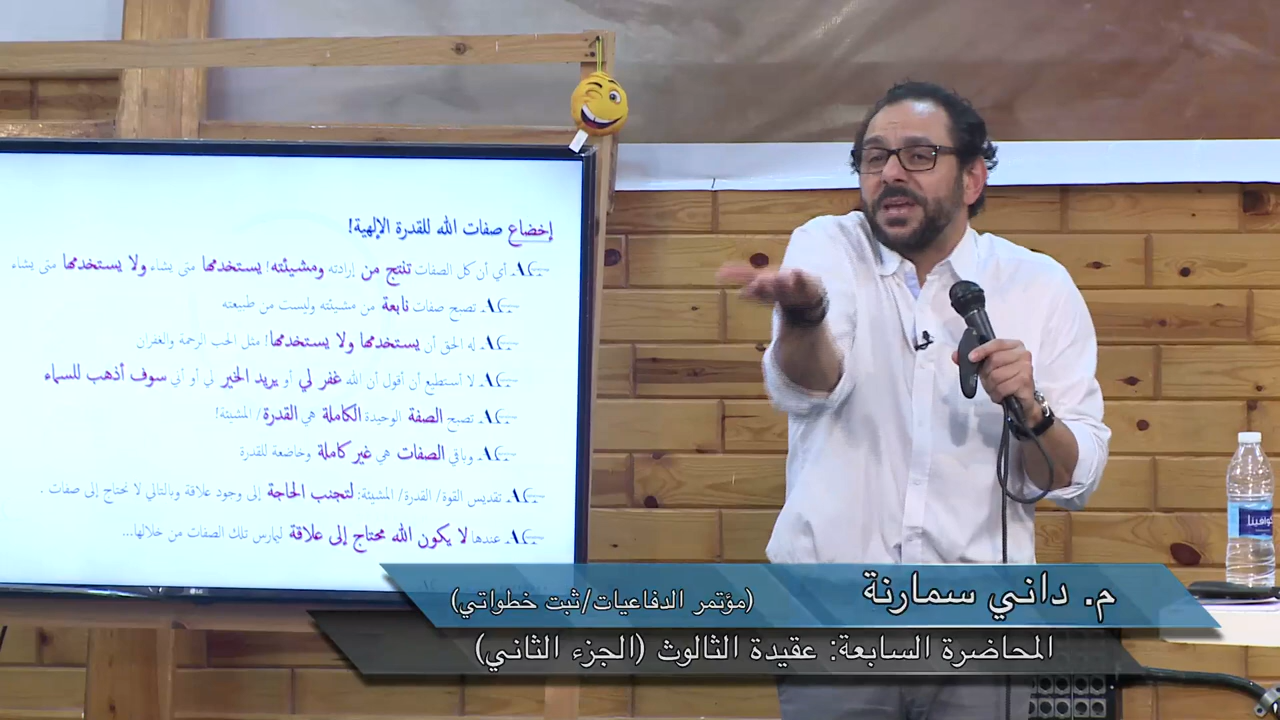 إخضاع صفات الله للقدرة الإلهية!
أي أن كل الصفات تنتج من إرادته ومشيئته! يستخدمها متى يشاء ولا يستخدمها متى يشاء
تصبح صفات نابعة من مشيئته وليست من طبيعته
له الحق أن يستخدمها ولا يستخدمها! مثل الحب الرحمة والغفران
لا أستطيع أن أقول أن الله غفر لي أو يريد الخير لي أو أني سوف أذهب للسماء
تصبح الصفة الوحيدة الكاملة هي القدرة/ المشيئة!
وباقي الصفات هي غير كاملة وخاضعة للقدرة
تقديس القوة/ القدرة/ المشيئة: لتجنب الحاجة إلى وجود علاقة وبالتالي لا نحتاج إلى صفات .
عندها لا يكون الله محتاج إلى علاقة ليمارس تلك الصفات من خلالها...
LG
م. داني سمارنة
(مؤتمر الدفاعيات/ثبت خطواتي)
المحاضرة السابعة: عقيدة الثالوث (الجزء الثاني)